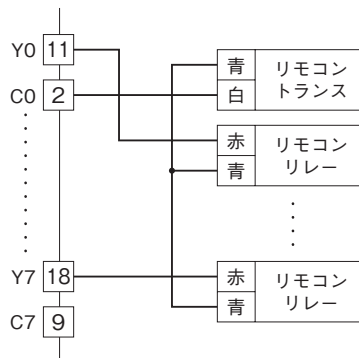 Y0 11
C0 2
Y7 18
C7 9
青
白
リモコン
トランス
赤
青
リモコン
リレー
赤
青
リモコン
リレー